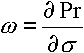 ω = ∂ Pr / ∂σ